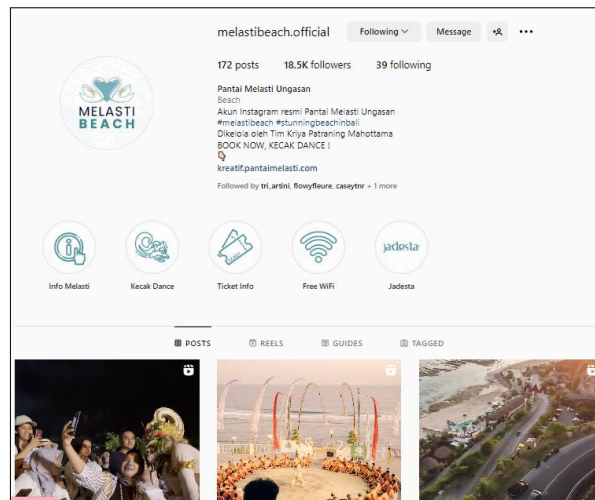 melastibeach.official Following Message
172 posts 18.5K followers 39 following
Pantai Melasti Ungasan
Beach
Akun Instagram resmi Pantai Melasti Ungasan
#melastibeach #stunningbeachinbali
Dikelola oleh Tim Kriya Patraning Mahottama
BOOK NOW, KECAK DANCE !
kreatif.pantaimelasti.com
Followed by tri_artini, flowyfleure, caseytnr + 1 more
MELASTI
BEACH
jadesta
Info Melasti Kecak Dance Ticket Info Free WiFi Jadesta
POSTS REELS GUIDES TAGGED